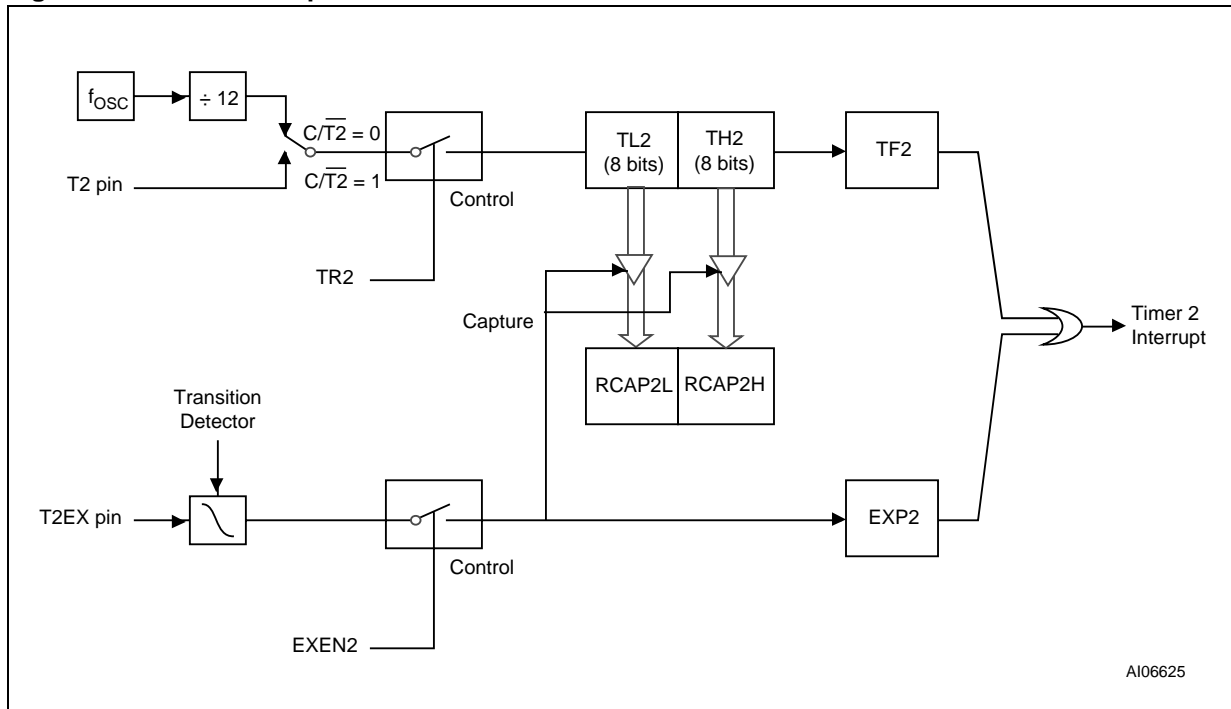 fOSC
÷ 12
C/T2 = 0
T2 pin
C/T2 = 1
Control
TR2
TL2
(8 bits)
TH2
(8 bits)
TF2
Capture
RCAP2L
RCAP2H
Timer 2
Interrupt
Transition
Detector
T2EX pin
Control
EXEN2
EXP2
AI06625